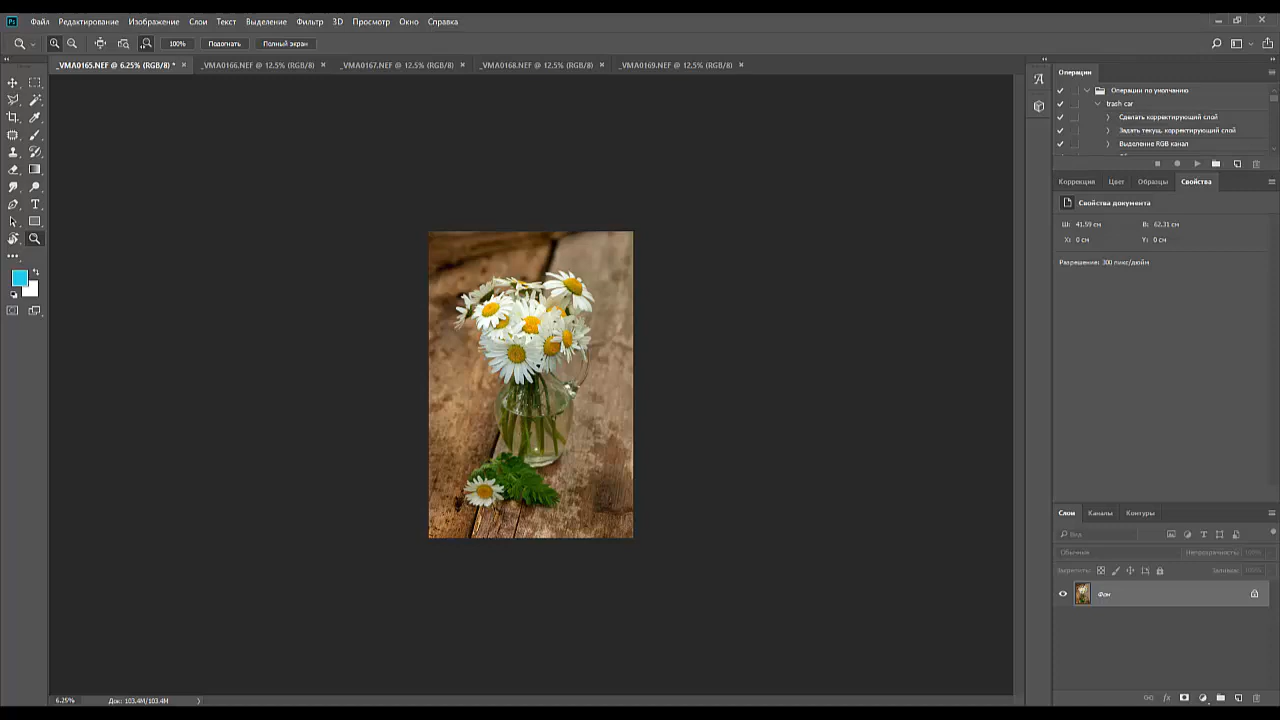 Ps Файл Редактирование Изображение Слои Текст Выделение Фильтр 3D Просмотр Окно Справка
100% Подогнать Полный экран
_VMA0165.NEF @ 6.25% (RGB/8) * _VMA0166.NEF @ 12.5% (RGB/8) _VMA0167.NEF @ 12.5% (RGB/8) _VMA0168.NEF @ 12.5% (RGB/8) _VMA0169.NEF @ 12.5% (RGB/8)
Операции
Операции по умолчанию
trash car
Сделать корректирующий слой
Задать текущ. корректирующий слой
Выделение RGB канал
Коррекция Цвет Образцы Свойства
Свойства документа
Ш: 41.59 см В: 62.31 см
X: 0 см Y: 0 см
Разрешение: 300 пикс/дюйм
Слои Каналы Контуры
Вид
Обычные Непрозрачность: 100%
Закрепить: Заливка: 100%
Фон
6.25% Док: 103.4M/103.4M